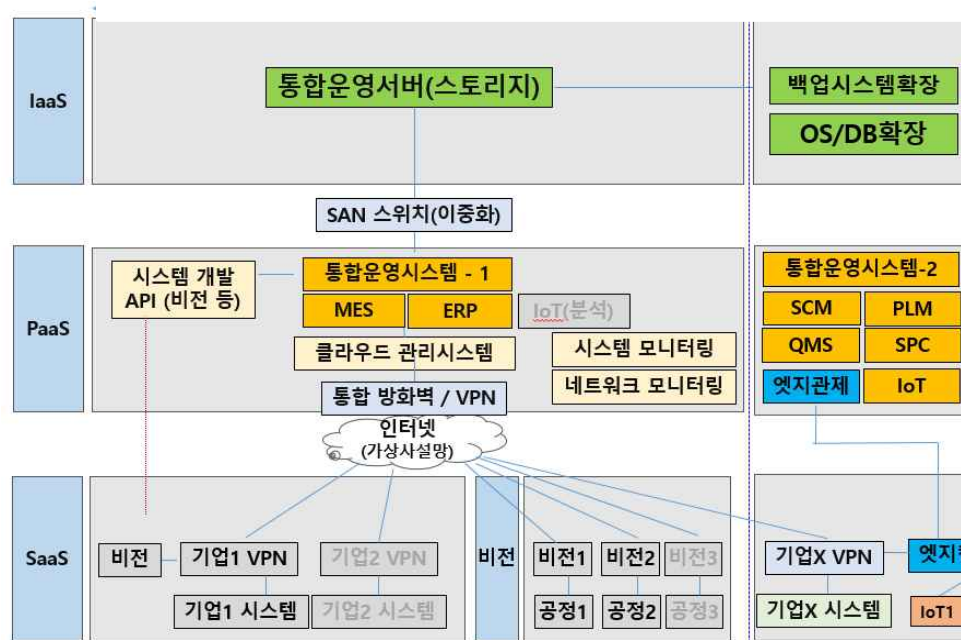 IaaS
통합운영서버(스토리지)
백업시스템확장
OS/DB확장
SAN 스위치(이중화)
PaaS
시스템 개발
API (비전 등)
통합운영시스템 - 1
MES
ERP
IoT(분석)
클라우드 관리시스템
시스템 모니터링
네트워크 모니터링
통합 방화벽 / VPN
통합운영시스템-2
SCM
PLM
QMS
SPC
엣지관제
IoT
인터넷
(가상사설망)
SaaS
비전
기업1 VPN
기업2 VPN
기업1 시스템
기업2 시스템
비전
비전1
비전2
비전3
공정1
공정2
공정3
기업X VPN
엣지
기업X 시스템
IoT1